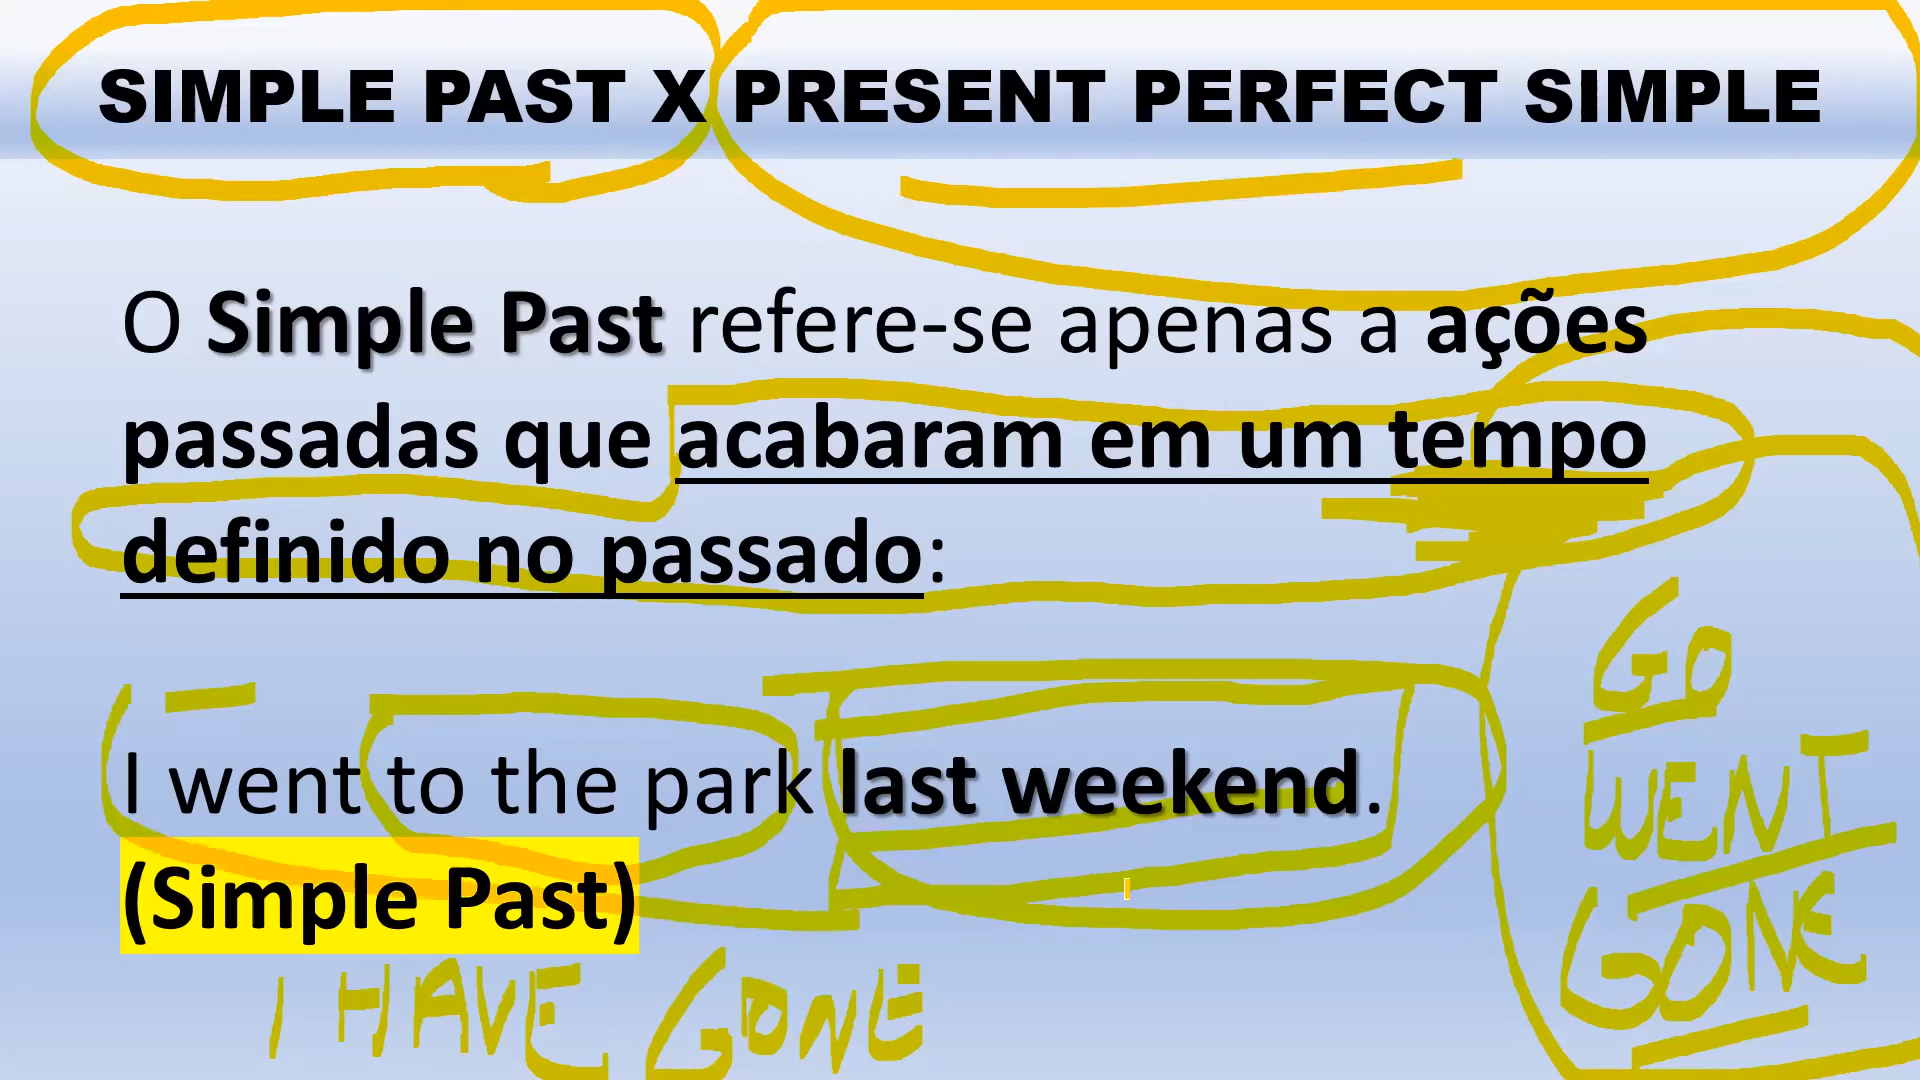 SIMPLE PAST X PRESENT PERFECT SIMPLE
O Simple Past refere-se apenas a ações
passadas que acabaram em um tempo
definido no passado:
I went to the park last weekend.
(Simple Past)
I HAVE GONE
GO
WENT
GONE